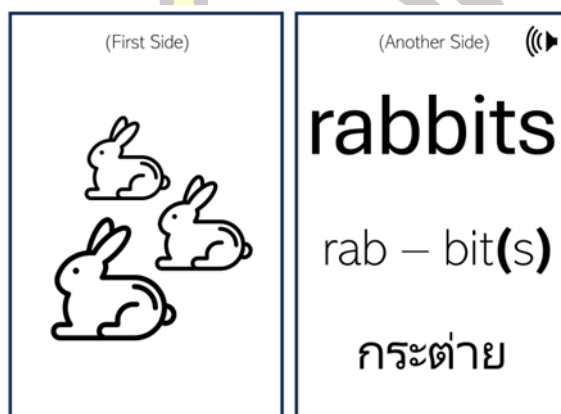 (First Side)
(Another Side)
rabbits
rab – bit(s)
กระต่าย